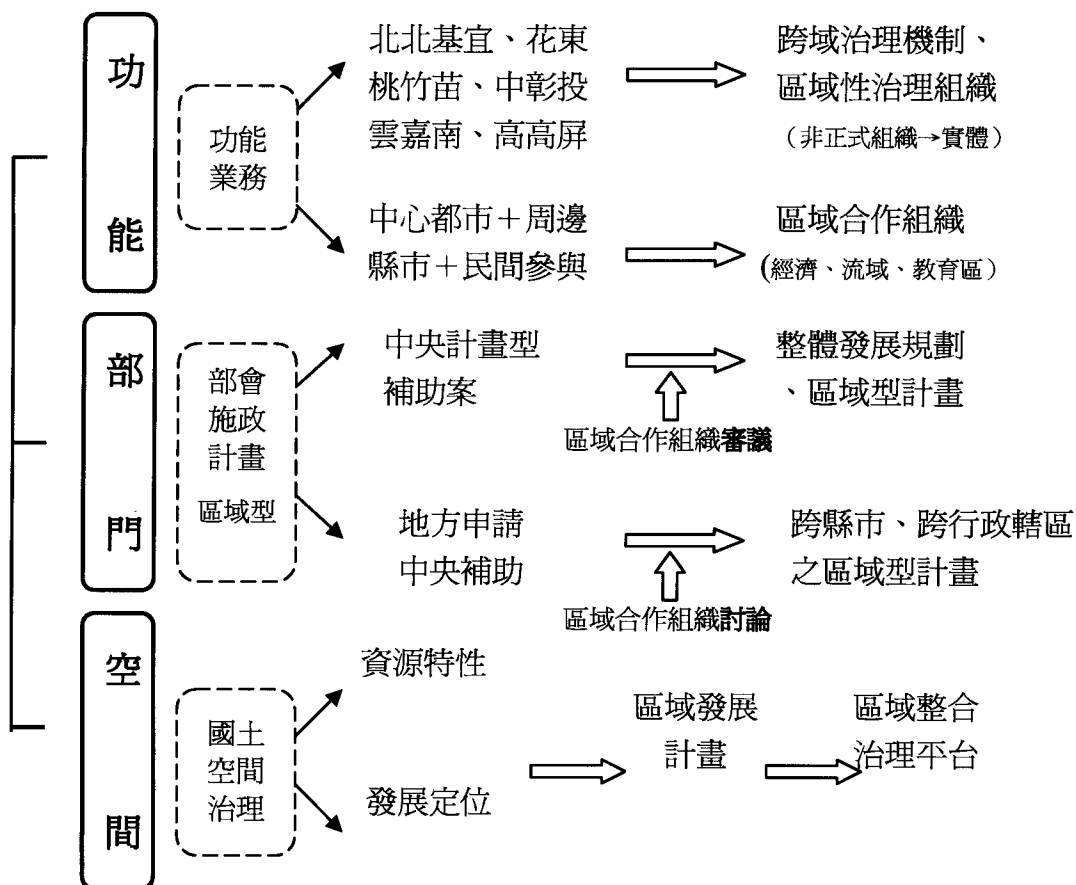 功能
功能
業務
北北基宜、花東
桃竹苗、中彰投
雲嘉南、高高屏
跨域治理機制、
區域性治理組織
（非正式組織→實體）
中心都市＋周邊
縣市＋民間參與
區域合作組織
(經濟、流域、教育區）
部門
部會
施政
計畫
區域型
中央計畫型
補助案
區域合作組織審議
整體發展規劃
、區域型計畫
地方申請
中央補助
區域合作組織討論
跨縣市、跨行政轄區
之區域型計畫
空間
國土
空間
治理
資源特性
發展定位
區域發展
計畫
區域整合
治理平台